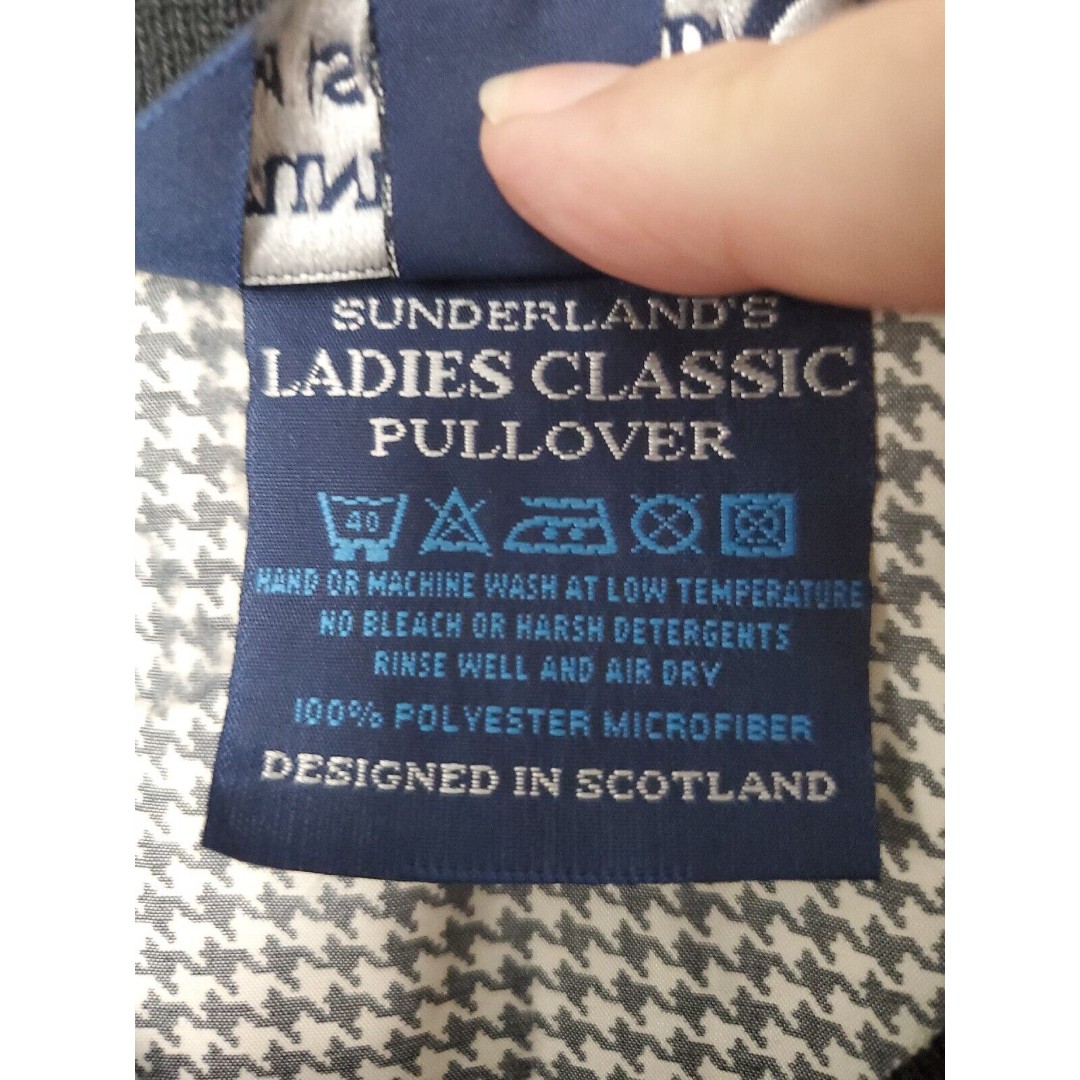 SUNDERLAND'S
LADIES CLASSIC
PULLOVER
40
HAND OR MACHINE WASH AT LOW TEMPERATURE
NO BLEACH OR HARSH DETERGENTS
RINSE WELL AND AIR DRY
100% POLYESTER MICROFIBER
DESIGNED IN SCOTLAND